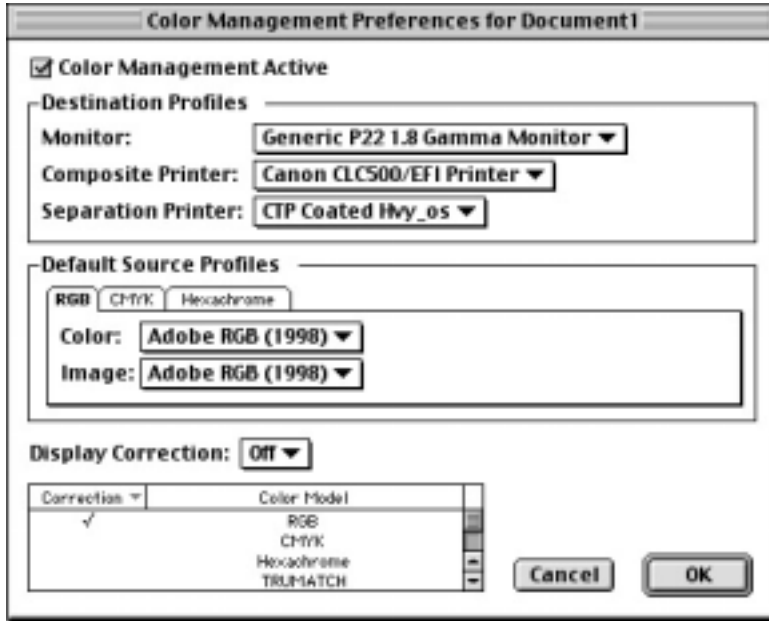 Color Management Preferences for Document1
Color Management Active
Destination Profiles
Monitor: Generic P22 1.8 Gamma Monitor
Composite Printer: Canon CLC500/EFI Printer
Separation Printer: CTP Coated Hvy_os
Default Source Profiles
RGB CMYK Hexachrome
Color: Adobe RGB (1998)
Image: Adobe RGB (1998)
Display Correction: Off
Correction Color Model
RGB
CMYK
Hexachrome
TRUMATCH
Cancel OK